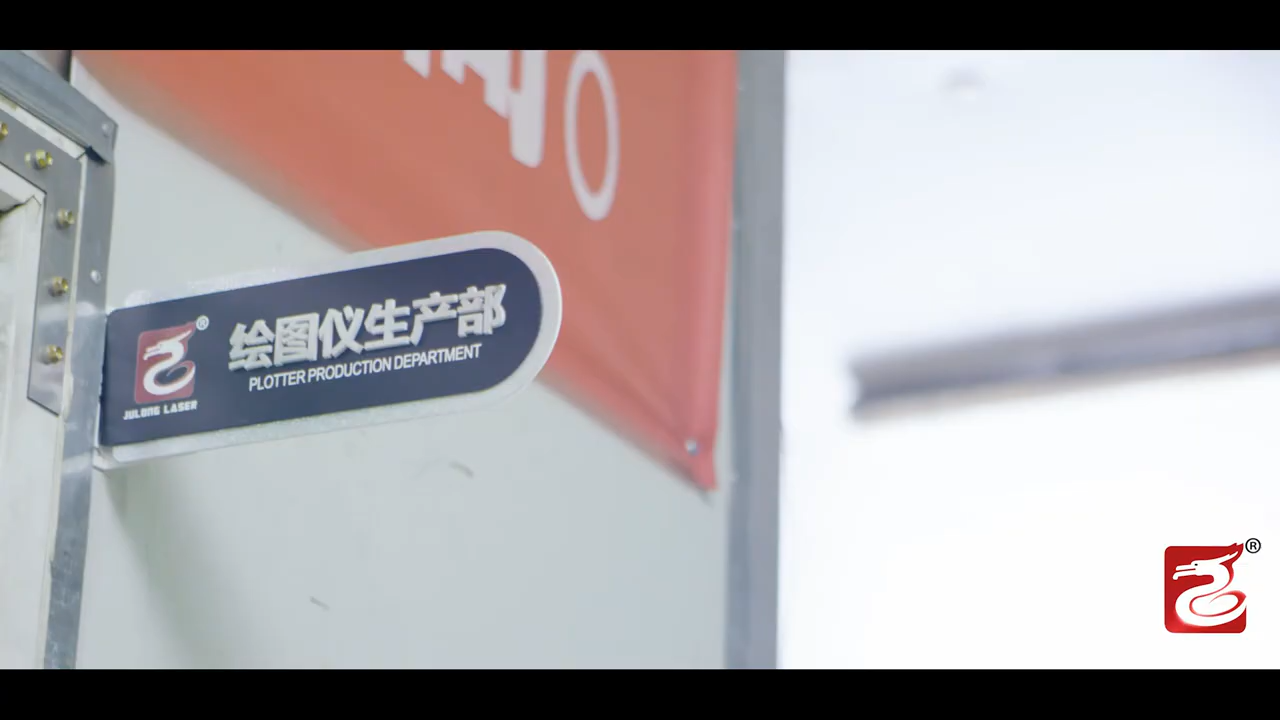 绘图仪生产部
PLOTTER PRODUCTION DEPARTMENT
®
JULONG LASER
®